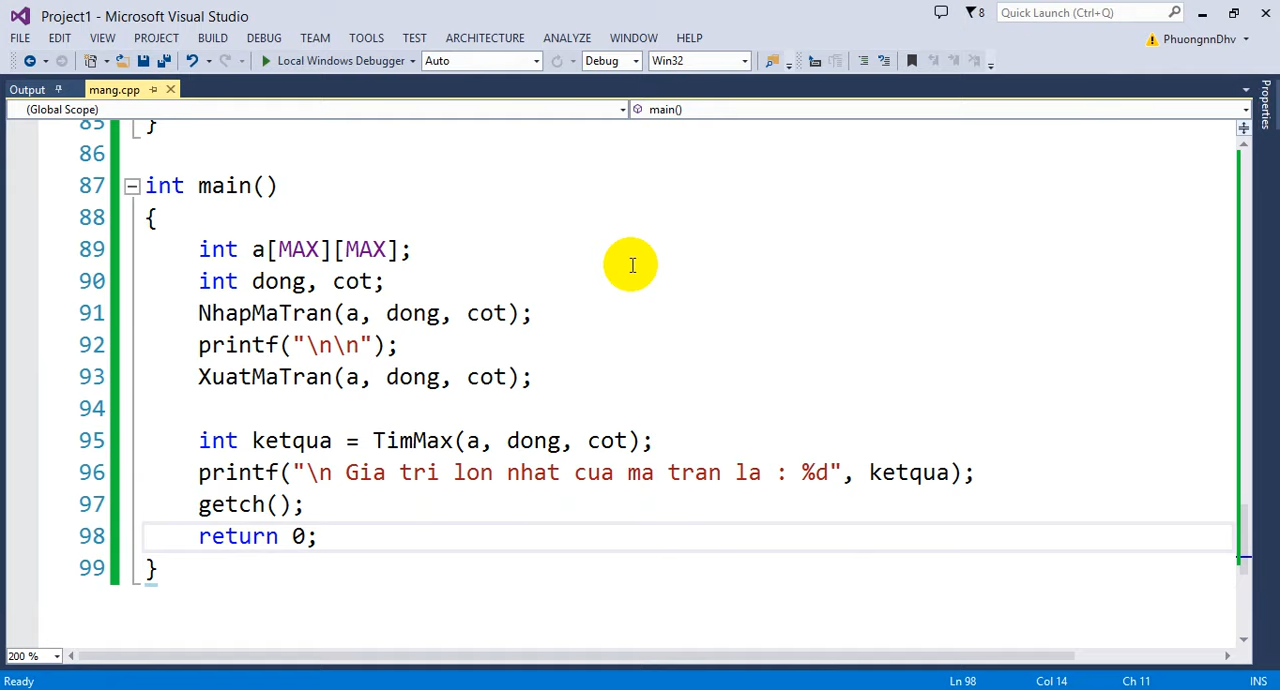 Project1 - Microsoft Visual Studio
8
Quick Launch (Ctrl+Q)
FILE EDIT VIEW PROJECT BUILD DEBUG TEAM TOOLS TEST ARCHITECTURE ANALYZE WINDOW HELP
PhuongnnDhv
Local Windows Debugger Auto Debug Win32
Output mang.cpp
Properties
(Global Scope) main()
85 }
86
87 int main()
88 {
89 int a[MAX][MAX];
90 int dong, cot;
91 NhapMaTran(a, dong, cot);
92 printf("\n\n");
93 XuatMaTran(a, dong, cot);
94
95 int ketqua = TimMax(a, dong, cot);
96 printf("\n Gia tri lon nhat cua ma tran la : %d", ketqua);
97 getch();
98 return 0;
99 }
200 %
Ready Ln 98 Col 14 Ch 11 INS